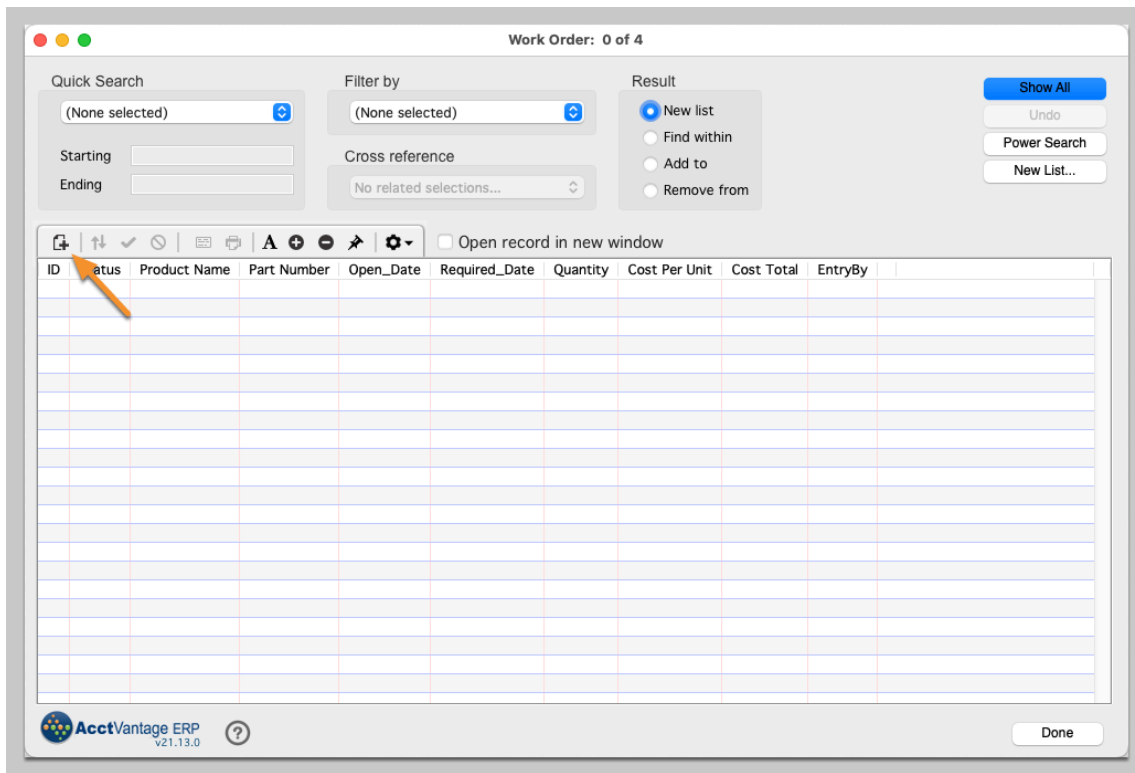 Work Order: 0 of 4
Quick Search
Filter by
Result
(None selected)
(None selected)
New list
Find within
Add to
Remove from
Starting
Ending
Cross reference
No related selections...
Show All
Undo
Power Search
New List...
A
Open record in new window
ID atus Product Name Part Number Open_Date Required_Date Quantity Cost Per Unit Cost Total EntryBy
AcctVantage ERP
v21.13.0
?
Done